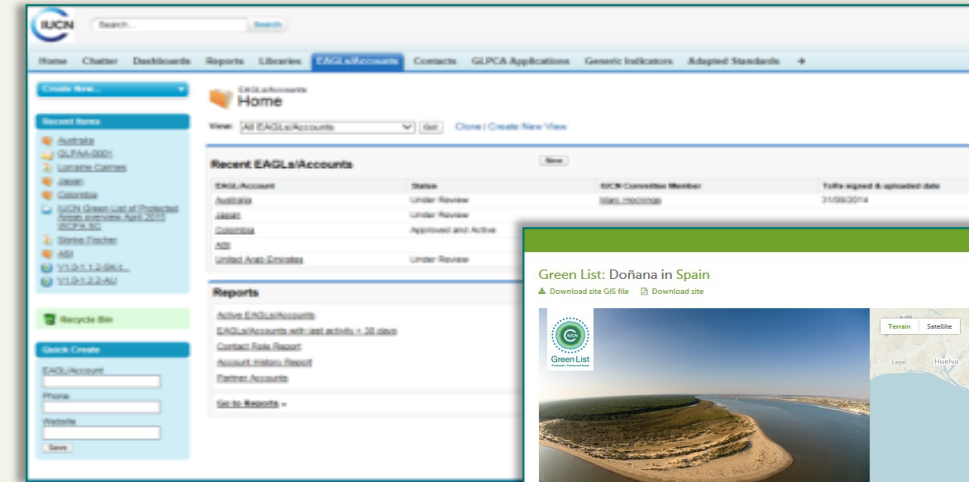 IUCN
Search...
Search
Home Chatter Dashboards Reports Libraries EAGLs/Accounts Contacts GLPCA Applications Generic Indicators Adapted Standards +
Create New...
Recent Items
Australia
GLPAA-0001
Lorraine Cairnes
Japan
Colombia
IUCN Green List of Protected
Areas overview April 2015
WCPA SC
Sönke Fischer
ABI
V1.0-1.2.2-AU
Recycle Bin
Quick Create
EAGL/Account
Phone
Website
Save
EAGLs/Accounts
Home
View: All EAGLs/Accounts Go! Clone | Create New View
Recent EAGLs/Accounts New
EAGL/Account Status IUCN Committee Member ToRs signed & uploaded date
Australia Under Review Marc Hockings 31/08/2014
Japan Under Review
Colombia Approved and Active
ABI
United Arab Emirates Under Review
Reports
Active EAGLs/Accounts
EAGLs/Accounts with last activity > 30 days
Contact Role Report
Account History Report
Partner Accounts
Go to Reports »
Green List: Doñana in Spain
Download site GIS file Download site
IUCN
Green List
Terrain Satellite
Lepe Huelva